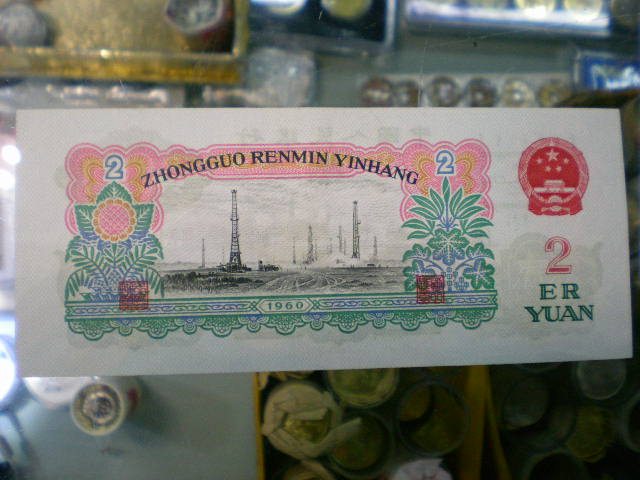 2
ZHONGGUO RENMIN YINHANG
2
1960
2
ER
YUAN